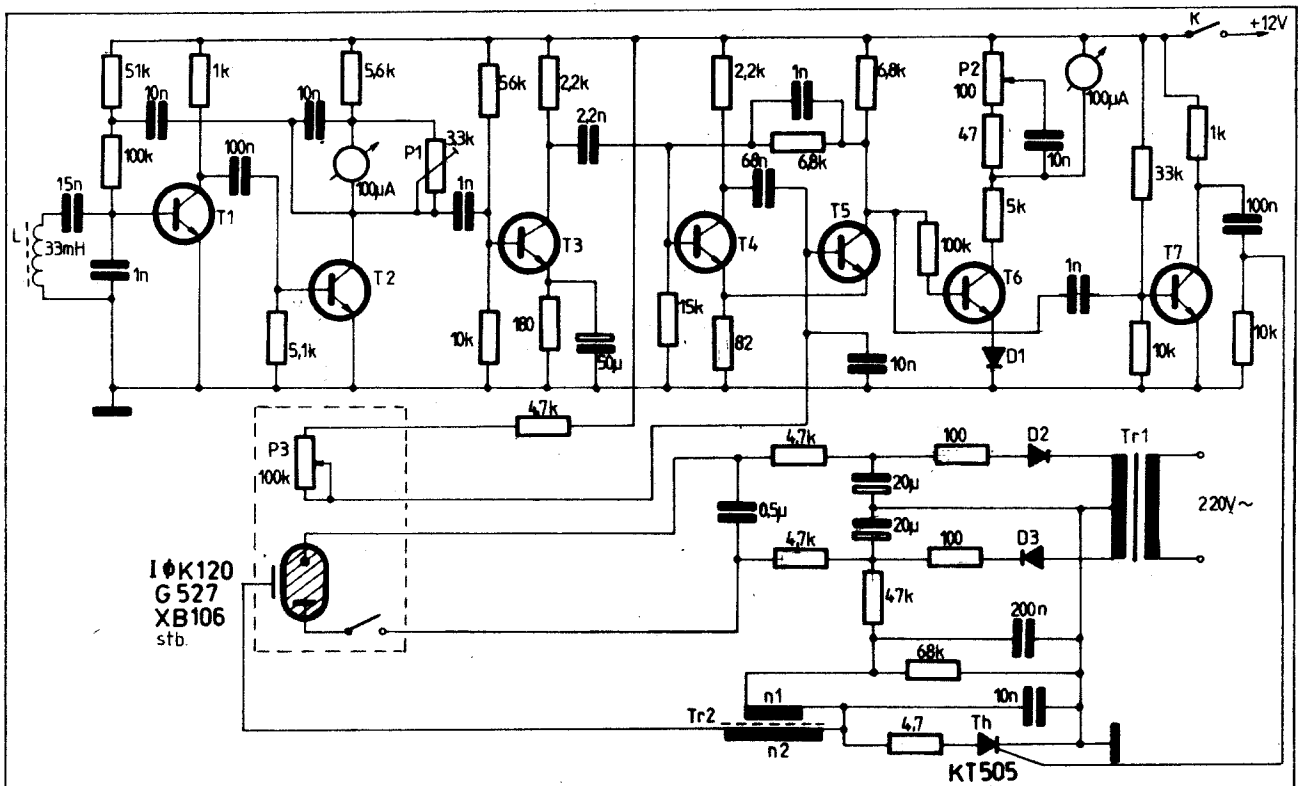 K
+12V
51k
1k
5,6k
56k
2,2k
2,2k
1n
6,8k
P2
100
100µA
10n
10n
2,2n
1k
100k
100n
P1
3,3k
6,8k
47
10n
15n
100µA
1n
68n
33k
100n
L
33mH
T1
T3
T4
T5
5k
100k
T7
1n
T2
T6
1n
5,1k
10k
180
50µ
15k
82
10n
D1
10k
10k
4,7k
P3
100k
4,7k
100
D2
Tr1
20µ
0,5µ
20µ
220V~
4,7k
100
D3
IΦK120
G527
XB106
stb.
47k
200n
68k
n1
10n
Tr2
n2
4,7
Th
KT505